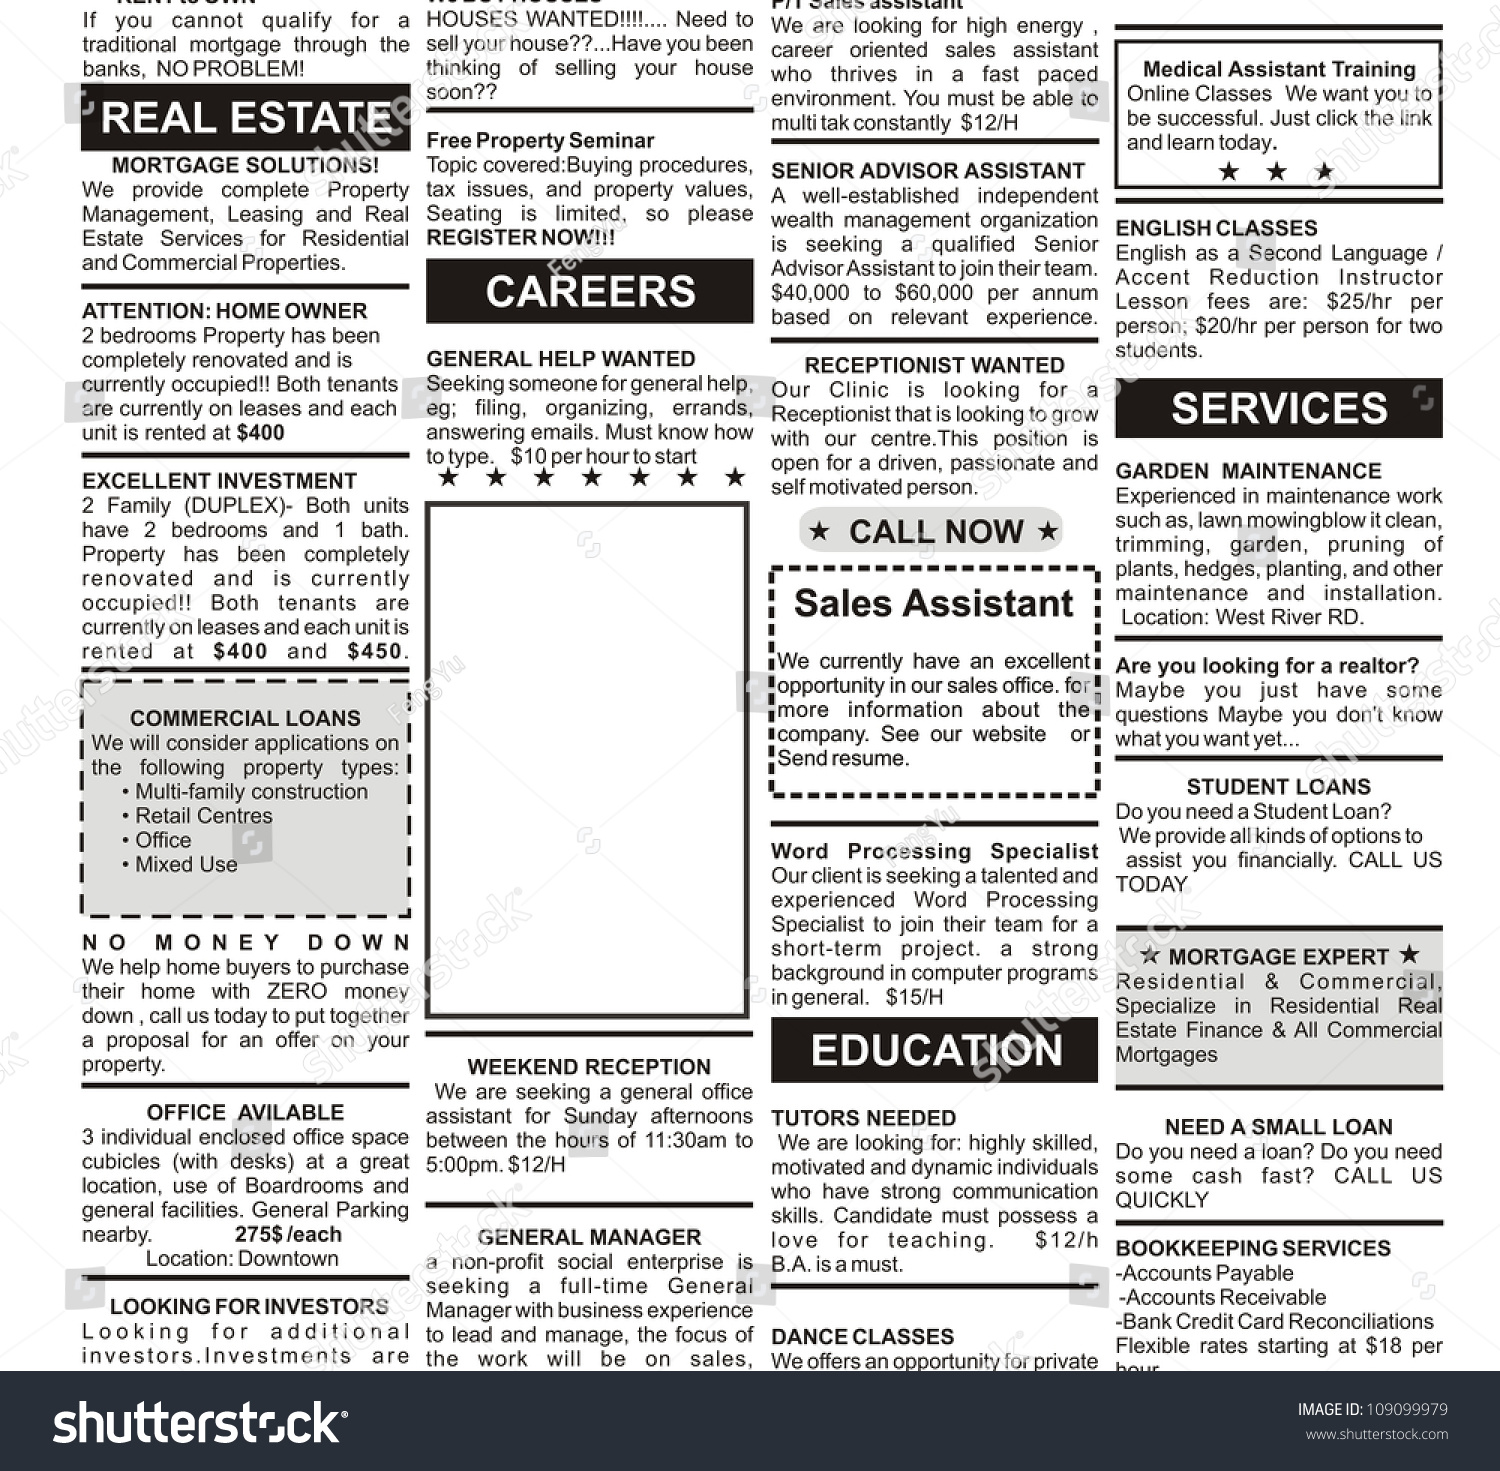 RENT to OWN
If you cannot qualify for a
traditional mortgage through the
banks, NO PROBLEM!
REAL ESTATE
MORTGAGE SOLUTIONS!
We provide complete Property
Management, Leasing and Real
Estate Services for Residential
and Commercial Properties.
ATTENTION: HOME OWNER
2 bedrooms Property has been
completely renovated and is
currently occupied!! Both tenants
are currently on leases and each
unit is rented at $400
EXCELLENT INVESTMENT
2 Family (DUPLEX)- Both units
have 2 bedrooms and 1 bath.
Property has been completely
renovated and is currently
occupied!! Both tenants are
currently on leases and each unit is
rented at $400 and $450.
COMMERCIAL LOANS
We will consider applications on
the following property types:
• Multi-family construction
• Retail Centres
• Office
• Mixed Use
NO MONEY DOWN
We help home buyers to purchase
their home with ZERO money
down , call us today to put together
a proposal for an offer on your
property.
OFFICE AVILABLE
3 individual enclosed office space
cubicles (with desks) at a great
location, use of Boardrooms and
general facilities. General Parking
nearby. 275$ /each
Location: Downtown
LOOKING FOR INVESTORS
Looking for additional
investors.Investments are
We BUY HOUSES
HOUSES WANTED!!!!.... Need to
sell your house??...Have you been
thinking of selling your house
soon??
Free Property Seminar
Topic covered:Buying procedures,
tax issues, and property values,
Seating is limited, so please
REGISTER NOW!!!
CAREERS
GENERAL HELP WANTED
Seeking someone for general help,
eg; filing, organizing, errands,
answering emails. Must know how
to type. $10 per hour to start
★ ★ ★ ★ ★ ★ ★
WEEKEND RECEPTION
We are seeking a general office
assistant for Sunday afternoons
between the hours of 11:30am to
5:00pm. $12/H
GENERAL MANAGER
a non-profit social enterprise is
seeking a full-time General
Manager with business experience
to lead and manage, the focus of
the work will be on sales,
P/T Sales assistant
We are looking for high energy ,
career oriented sales assistant
who thrives in a fast paced
environment. You must be able to
multi tak constantly $12/H
SENIOR ADVISOR ASSISTANT
A well-established independent
wealth management organization
is seeking a qualified Senior
Advisor Assistant to join their team.
$40,000 to $60,000 per annum
based on relevant experience.
RECEPTIONIST WANTED
Our Clinic is looking for a
Receptionist that is looking to grow
with our centre.This position is
open for a driven, passionate and
self motivated person.
★ CALL NOW ★
Sales Assistant
We currently have an excellent
opportunity in our sales office. for
more information about the
company. See our website or
Send resume.
Word Processing Specialist
Our client is seeking a talented and
experienced Word Processing
Specialist to join their team for a
short-term project. a strong
background in computer programs
in general. $15/H
EDUCATION
TUTORS NEEDED
We are looking for: highly skilled,
motivated and dynamic individuals
who have strong communication
skills. Candidate must possess a
love for teaching. $12/h
B.A. is a must.
DANCE CLASSES
We offers an opportunity for private
Medical Assistant Training
Online Classes We want you to
be successful. Just click the link
and learn today.
★ ★ ★
ENGLISH CLASSES
English as a Second Language /
Accent Reduction Instructor
Lesson fees are: $25/hr per
person; $20/hr per person for two
students.
SERVICES
GARDEN MAINTENANCE
Experienced in maintenance work
such as, lawn mowingblow it clean,
trimming, garden, pruning of
plants, hedges, planting, and other
maintenance and installation.
Location: West River RD.
Are you looking for a realtor?
Maybe you just have some
questions Maybe you don't know
what you want yet...
STUDENT LOANS
Do you need a Student Loan?
We provide all kinds of options to
assist you financially. CALL US
TODAY
★ MORTGAGE EXPERT ★
Residential & Commercial,
Specialize in Residential Real
Estate Finance & All Commercial
Mortgages
NEED A SMALL LOAN
Do you need a loan? Do you need
some cash fast? CALL US
QUICKLY
BOOKKEEPING SERVICES
-Accounts Payable
-Accounts Receivable
-Bank Credit Card Reconciliations
Flexible rates starting at $18 per
hour
shutterstock
IMAGE ID: 109099979
www.shutterstock.com